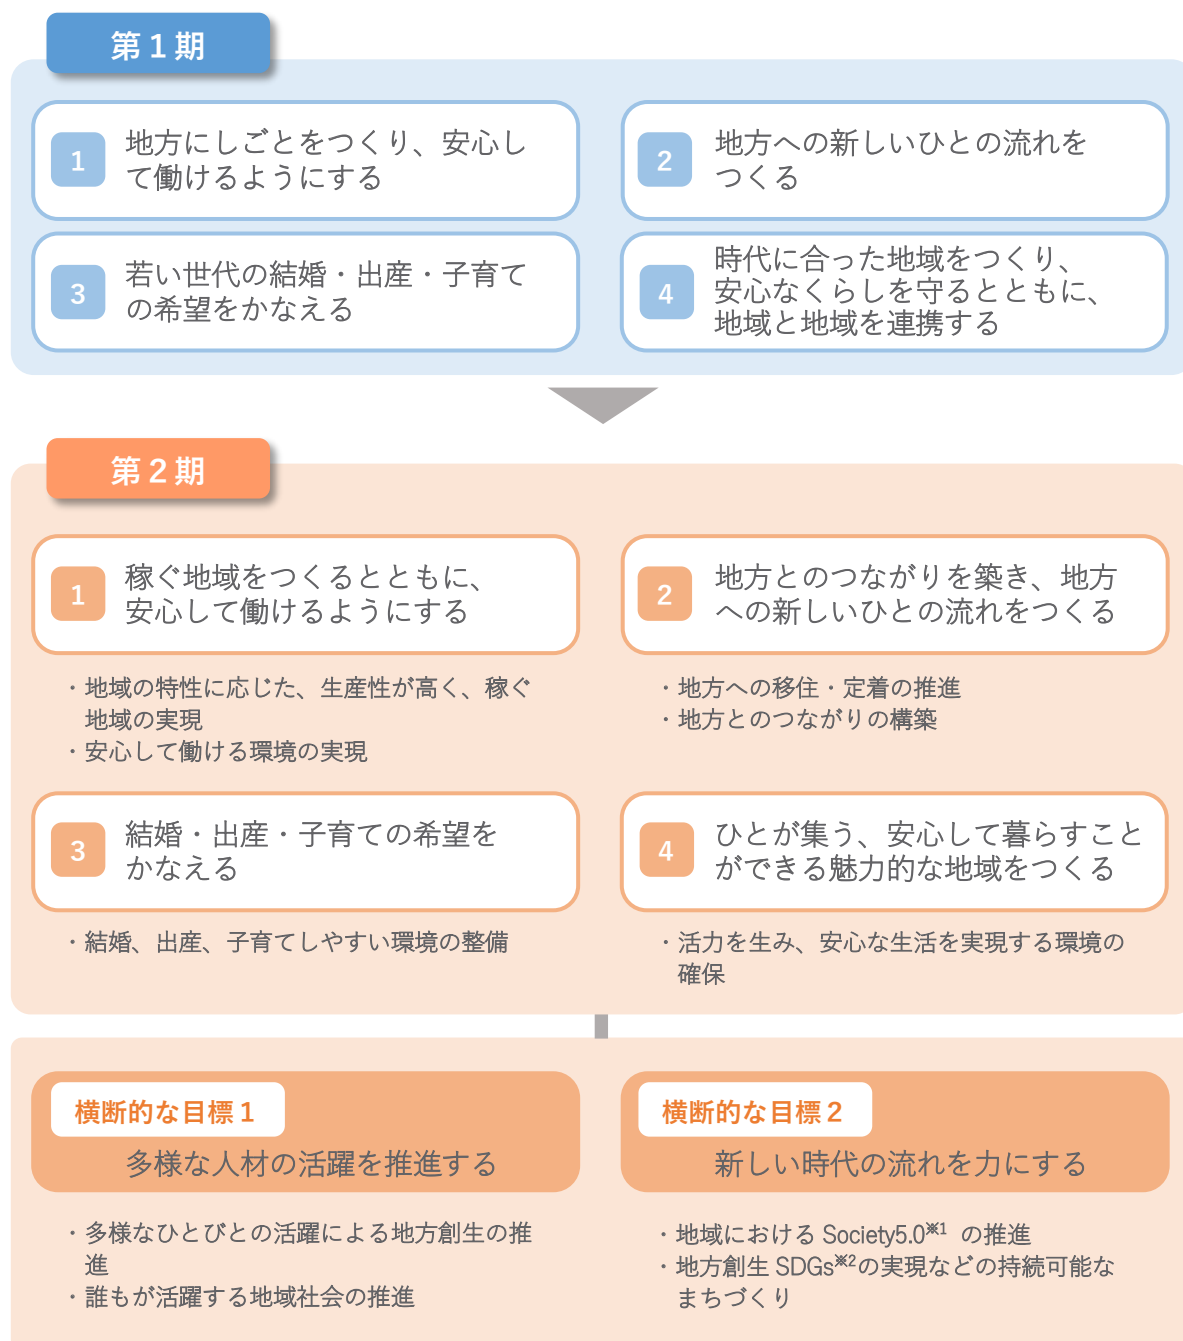 第１期
1
地方にしごとをつくり、安心し
て働けるようにする
2
地方への新しいひとの流れを
つくる
3
若い世代の結婚・出産・子育て
の希望をかなえる
4
時代に合った地域をつくり、
安心なくらしを守るとともに、
地域と地域を連携する
第２期
1
稼ぐ地域をつくるとともに、
安心して働けるようにする
2
地方とのつながりを築き、地方
への新しいひとの流れをつくる
・地域の特性に応じた、生産性が高く、稼ぐ
地域の実現
・安心して働ける環境の実現
・地方への移住・定着の推進
・地方とのつながりの構築
3
結婚・出産・子育ての希望を
かなえる
4
ひとが集う、安心して暮らすこと
ができる魅力的な地域をつくる
・結婚、出産、子育てしやすい環境の整備
・活力を生み、安心な生活を実現する環境の
確保
横断的な目標１
多様な人材の活躍を推進する
横断的な目標２
新しい時代の流れを力にする
・多様なひとびとの活躍による地方創生の推
進
・誰もが活躍する地域社会の推進
・地域における Society5.0※1 の推進
・地方創生 SDGs※2の実現などの持続可能な
まちづくり